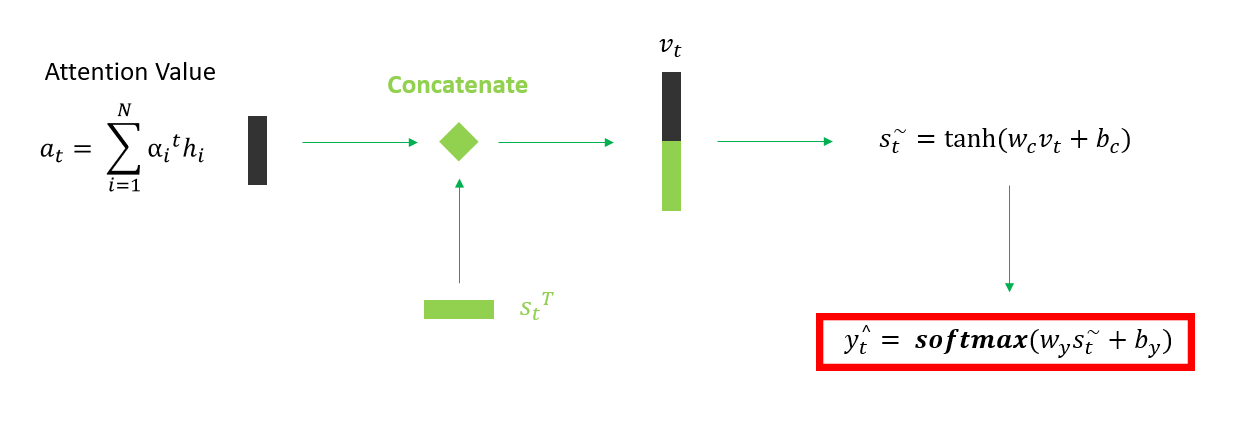 Attention Value
a_t = \sum_{i=1}^{N} α_i^t h_i
Concatenate
s_t^T
v_t
s_t^~ = tanh(w_c v_t + b_c)
y_t^^ = softmax(w_y s_t^~ + b_y)